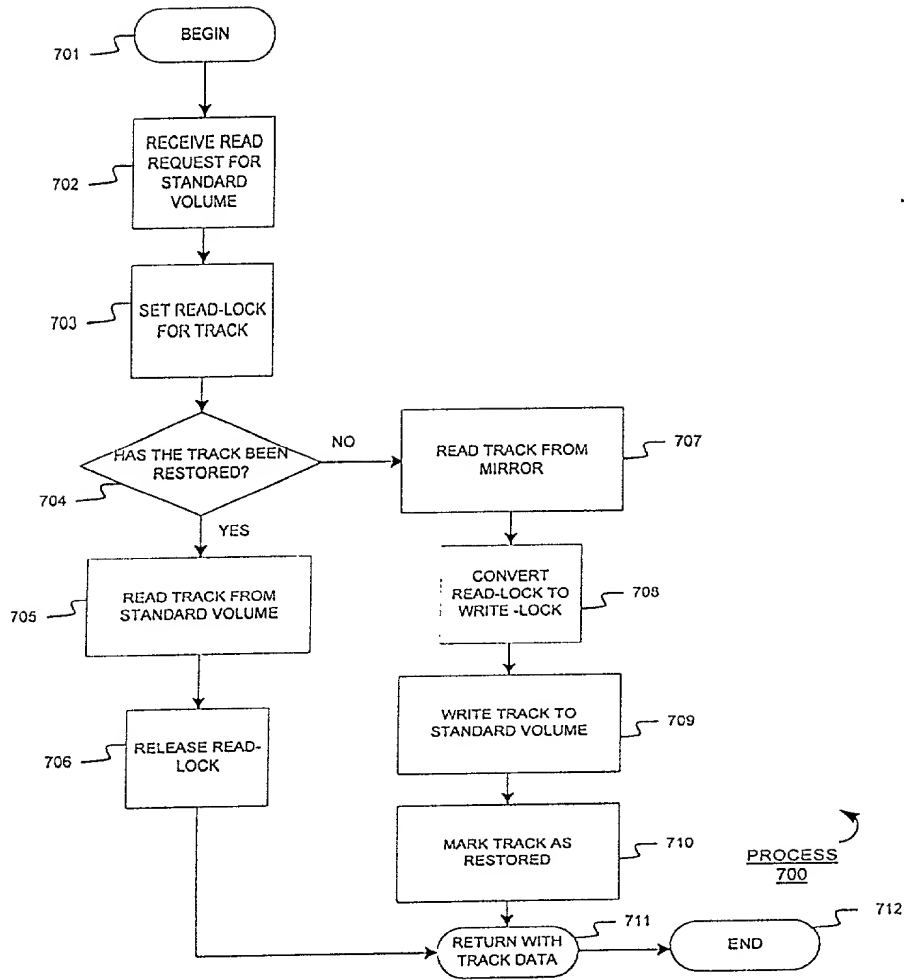 BEGIN
701
RECEIVE READ
REQUEST FOR
STANDARD
VOLUME
702
SET READ-LOCK
FOR TRACK
703
HAS THE TRACK BEEN
RESTORED?
704
NO
YES
READ TRACK FROM
MIRROR
707
READ TRACK FROM
STANDARD VOLUME
705
CONVERT
READ-LOCK TO
WRITE -LOCK
708
RELEASE READ-
LOCK
706
WRITE TRACK TO
STANDARD VOLUME
709
MARK TRACK AS
RESTORED
710
PROCESS
700
RETURN WITH
TRACK DATA
711
END
712